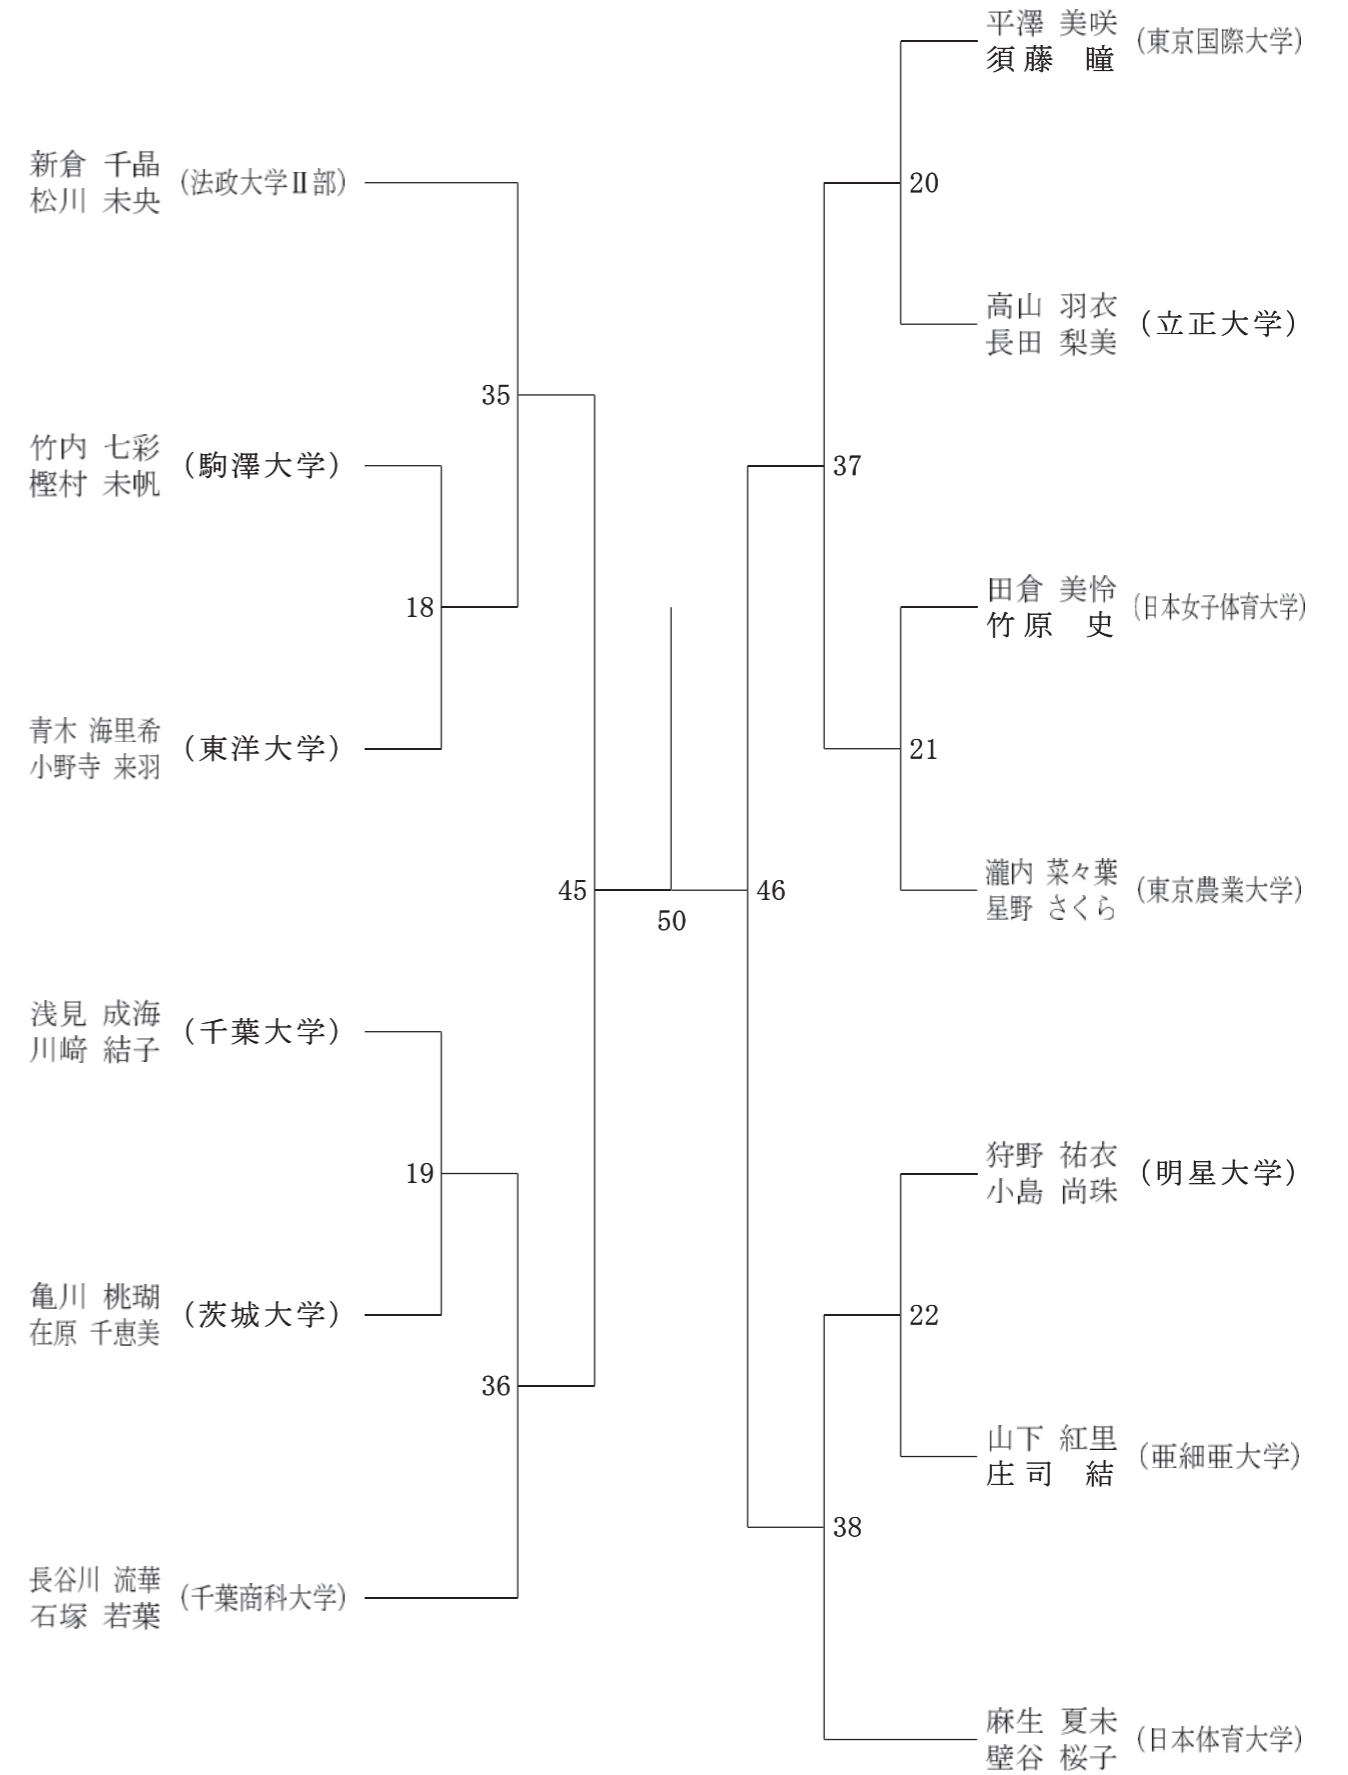 新倉 千晶
松川 未央
(法政大学Ⅱ部)
竹内 七彩
樫村 未帆
(駒澤大学)
青木 海里希
小野寺 来羽
(東洋大学)
浅見 成海
川﨑 結子
(千葉大学)
亀川 桃瑚
在原 千恵美
(茨城大学)
長谷川 流華
石塚 若葉
(千葉商科大学)
35
18
19
36
45
50
46
37
38
20
21
22
平澤 美咲
須藤 瞳
(東京国際大学)
高山 羽衣
長田 梨美
(立正大学)
田倉 美怜
竹原 史
(日本女子体育大学)
瀧内 菜々葉
星野 さくら
(東京農業大学)
狩野 祐衣
小島 尚珠
(明星大学)
山下 紅里
庄司 結
(亜細亜大学)
麻生 夏未
壁谷 桜子
(日本体育大学)